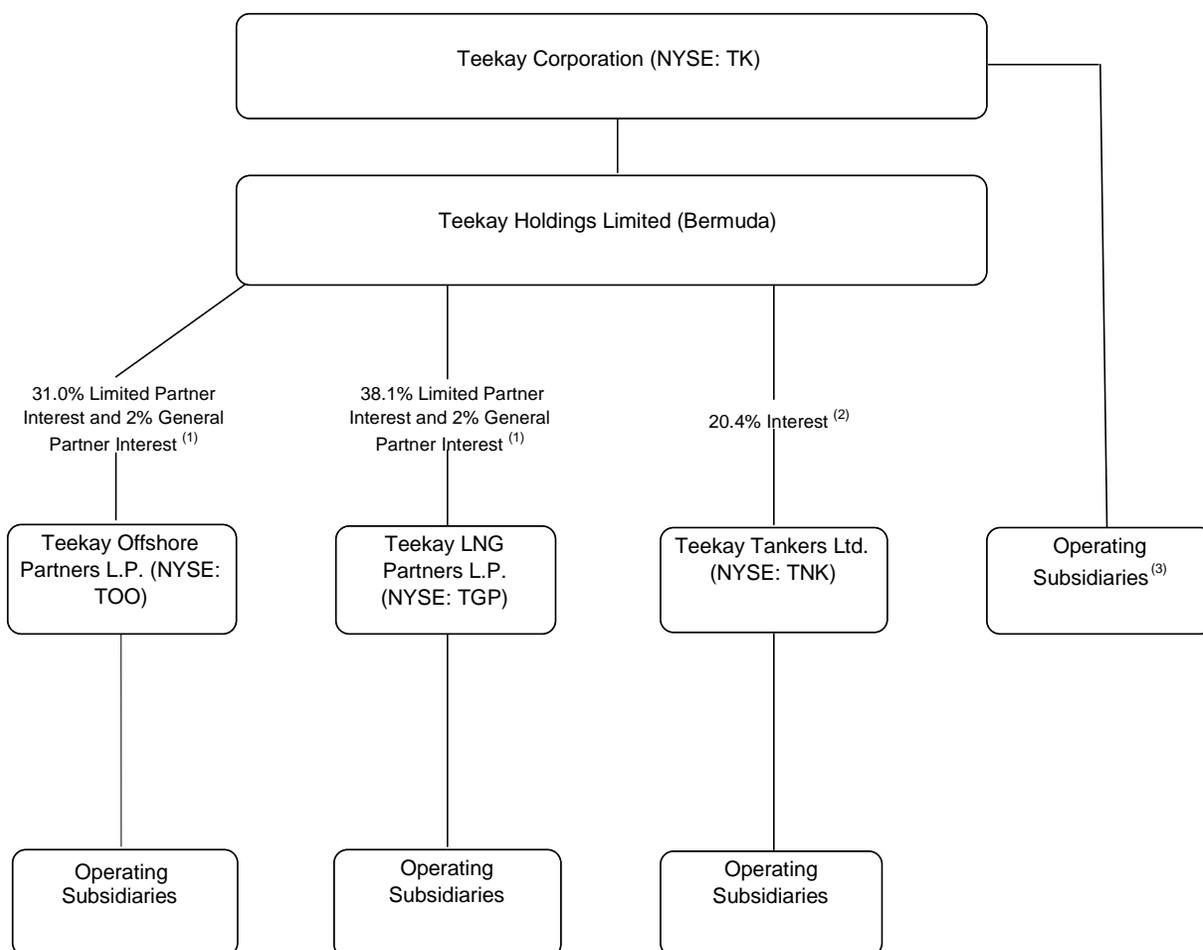 Teekay Corporation (NYSE: TK)
Teekay Holdings Limited (Bermuda)
31.0% Limited Partner
Interest and 2% General
Partner Interest (1)
38.1% Limited Partner
Interest and 2% General
Partner Interest (1)
20.4% Interest (2)
Teekay Offshore
Partners L.P. (NYSE:
TOO)
Teekay LNG
Partners L.P.
(NYSE: TGP)
Teekay Tankers Ltd.
(NYSE: TNK)
Operating
Subsidiaries (3)
Operating
Subsidiaries
Operating
Subsidiaries
Operating
Subsidiaries